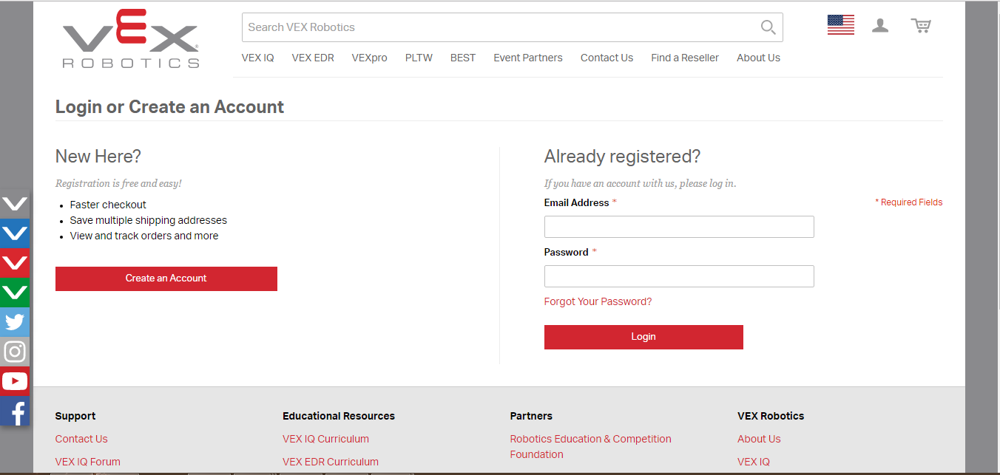 VEX
ROBOTICS
Search VEX Robotics
VEX IQ VEX EDR VEXpro PLTW BEST Event Partners Contact Us Find a Reseller About Us
Login or Create an Account
New Here?
Registration is free and easy!
Faster checkout
Save multiple shipping addresses
View and track orders and more
Create an Account
Already registered?
If you have an account with us, please log in.
Email Address *
* Required Fields
Password *
Forgot Your Password?
Login
Support
Contact Us
VEX IQ Forum
Educational Resources
VEX IQ Curriculum
VEX EDR Curriculum
Partners
Robotics Education & Competition
Foundation
VEX Robotics
About Us
VEX IQ